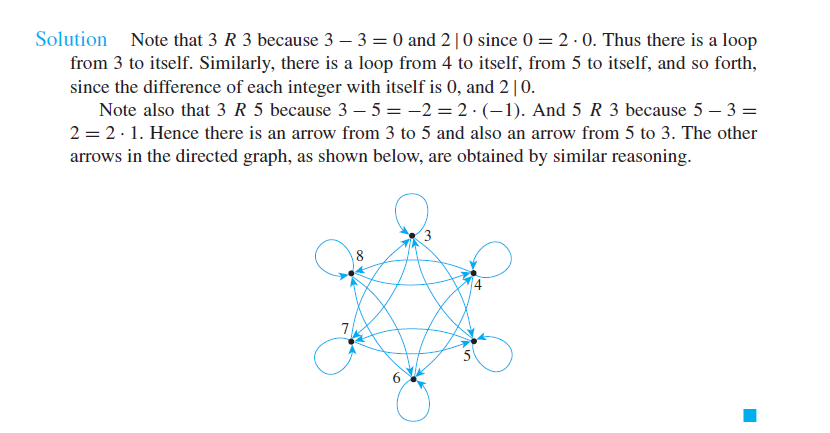 Solution Note that 3 R 3 because 3 − 3 = 0 and 2 | 0 since 0 = 2 · 0. Thus there is a loop
from 3 to itself. Similarly, there is a loop from 4 to itself, from 5 to itself, and so forth,
since the difference of each integer with itself is 0, and 2 | 0.
Note also that 3 R 5 because 3 − 5 = −2 = 2 · (−1). And 5 R 3 because 5 − 3 =
2 = 2 · 1. Hence there is an arrow from 3 to 5 and also an arrow from 5 to 3. The other
arrows in the directed graph, as shown below, are obtained by similar reasoning.
3
8
4
7
5
6